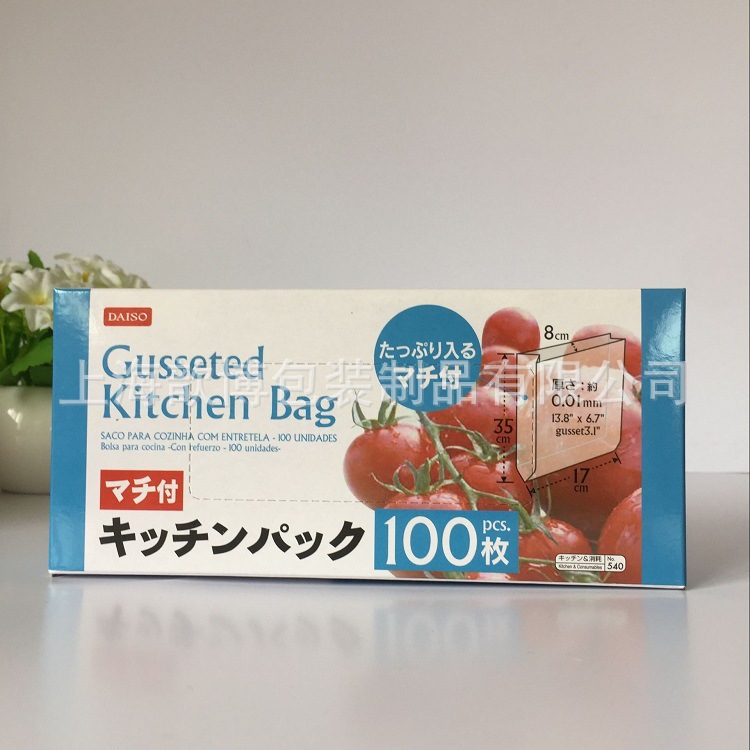 DAISO
Gusseted
Kitchen Bag
SACO PARA COZINHA COM ENTRETELA - 100 UNIDADES
Bolsa para cocina -Con refuerzo - 100 unidades-
マチ付
キッチンパック
100 pcs.
枚
たっぷり入る
マチ付
8cm
35
cm
厚さ：約
0.01mm
13.8" x 6.7"
gusset3.1"
17
cm
キッチン&消耗
Kitchen & Consumables
No.
540
上海歆博包装制品有限公司